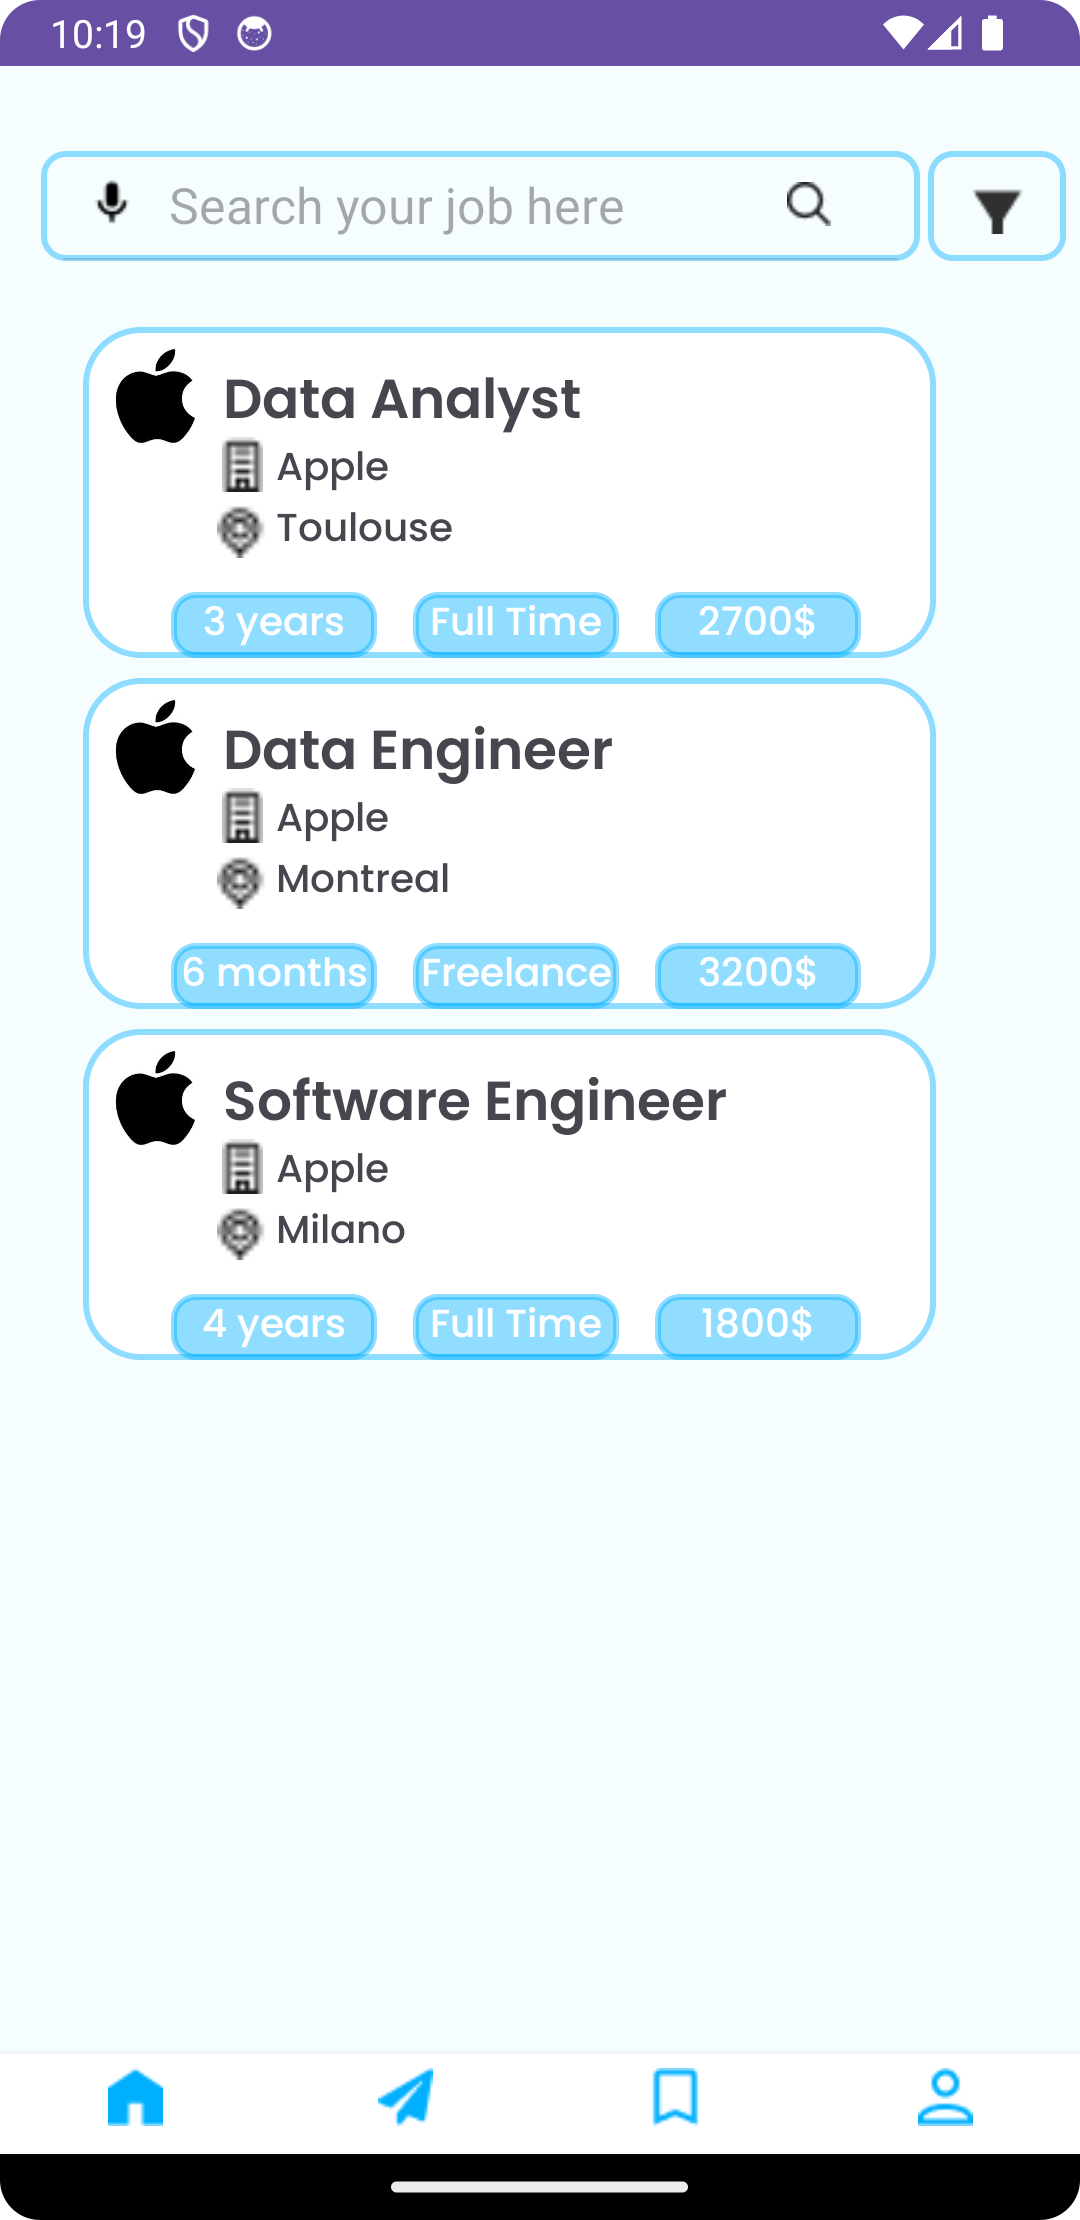 10:19
Search your job here
Data Analyst
Apple
Toulouse
3 years Full Time 2700$
Data Engineer
Apple
Montreal
6 months Freelance 3200$
Software Engineer
Apple
Milano
4 years Full Time 1800$